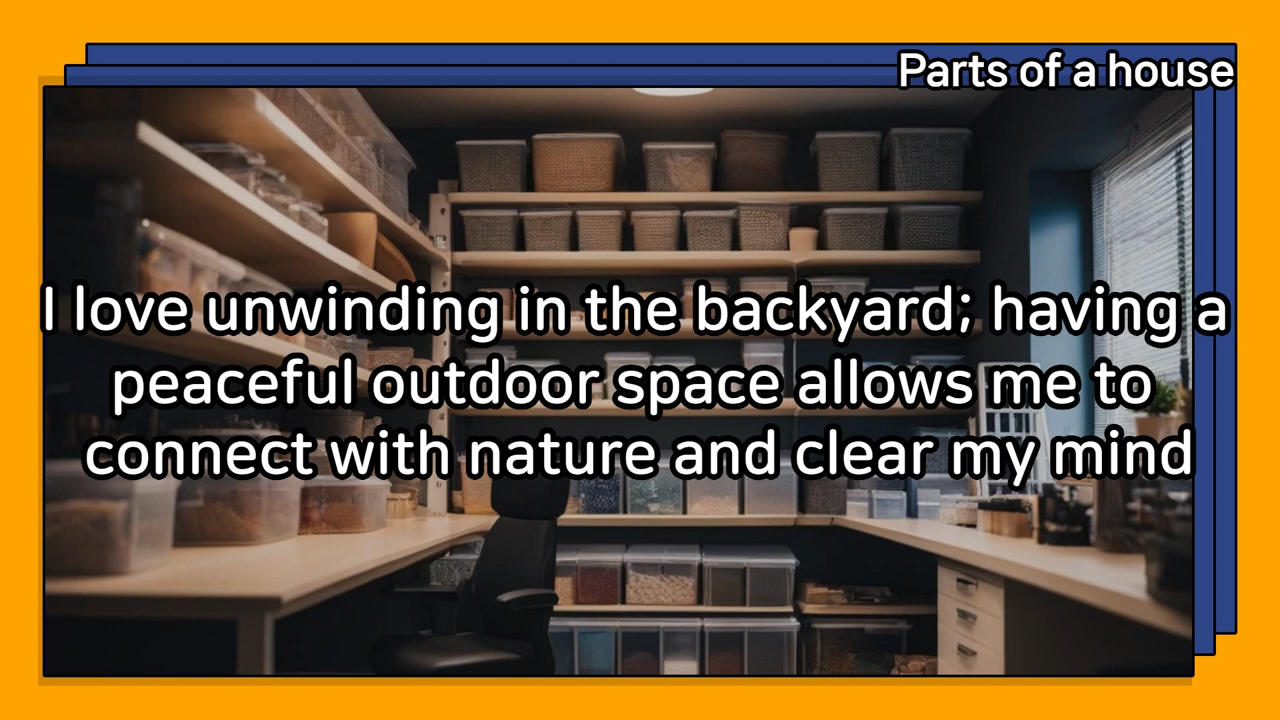 Parts of a house
I love unwinding in the backyard; having a
peaceful outdoor space allows me to
connect with nature and clear my mind